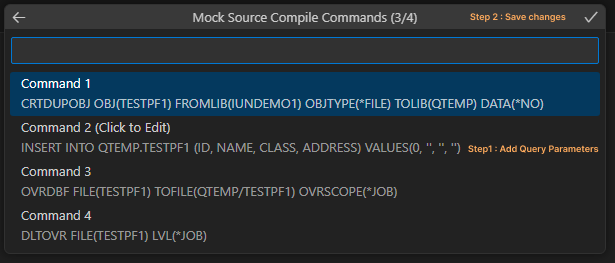 Mock Source Compile Commands (3/4) Step 2 : Save changes
Command 1
CRTDUPOBJ OBJ(TESTPF1) FROMLIB(IUNDEMO1) OBJTYPE(*FILE) TOLIB(QTEMP) DATA(*NO)
Command 2 (Click to Edit)
INSERT INTO QTEMP.TESTPF1 (ID, NAME, CLASS, ADDRESS) VALUES(0, '', '', '') Step1 : Add Query Parameters
Command 3
OVRDBF FILE(TESTPF1) TOFILE(QTEMP/TESTPF1) OVRSCOPE(*JOB)
Command 4
DLTOVR FILE(TESTPF1) LVL(*JOB)